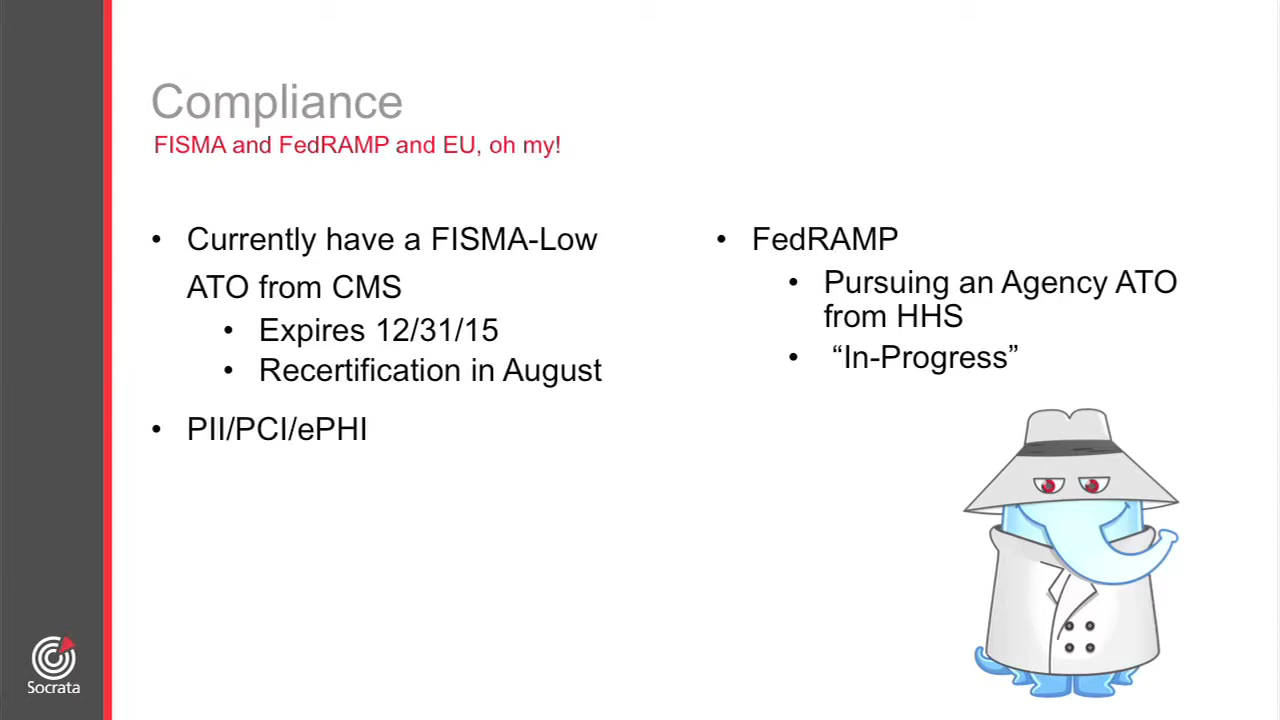 Compliance
FISMA and FedRAMP and EU, oh my!
• Currently have a FISMA-Low
ATO from CMS
• Expires 12/31/15
• Recertification in August
• PII/PCI/ePHI
• FedRAMP
• Pursuing an Agency ATO
from HHS
• “In-Progress”
Socrata